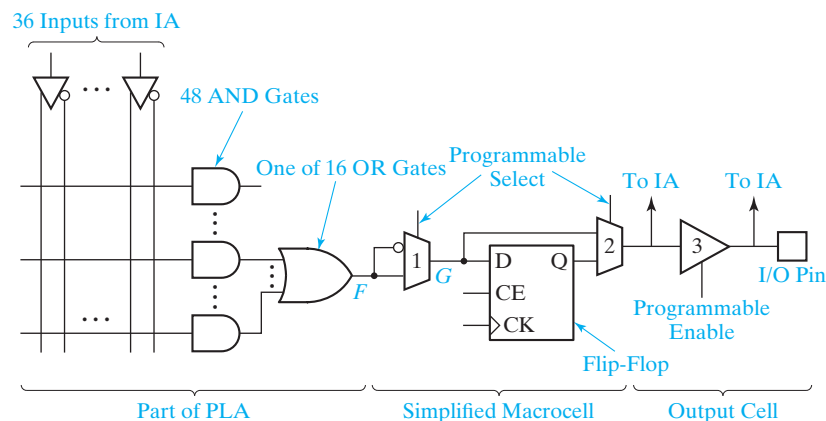 36 Inputs from IA
48 AND Gates
One of 16 OR Gates
Programmable
Select
To IA
To IA
1
2
3
F
G
D
Q
CE
CK
I/O Pin
Programmable
Enable
Flip-Flop
Part of PLA
Simplified Macrocell
Output Cell